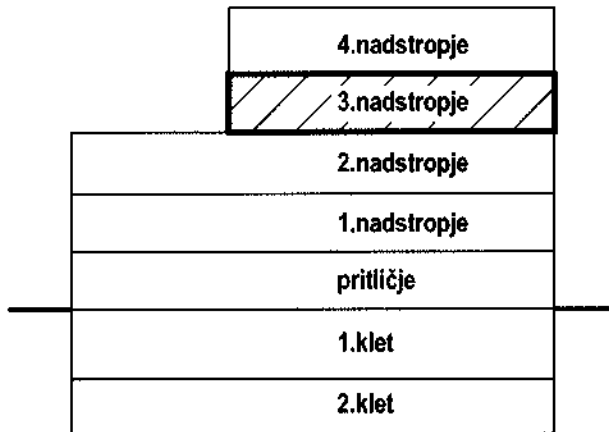 4.nadstropje
3.nadstropje
2.nadstropje
1.nadstropje
pritličje
1.klet
2.klet